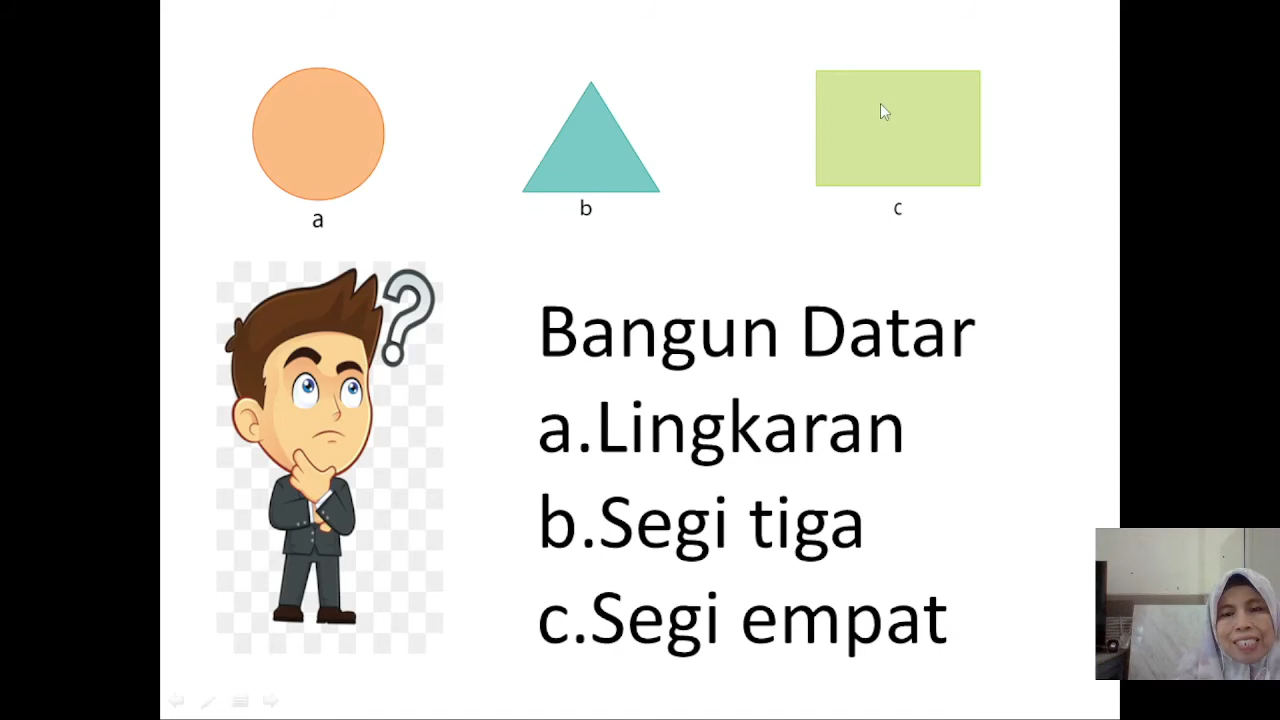 a
b
c
?
Bangun Datar
a.Lingkaran
b.Segi tiga
c.Segi empat